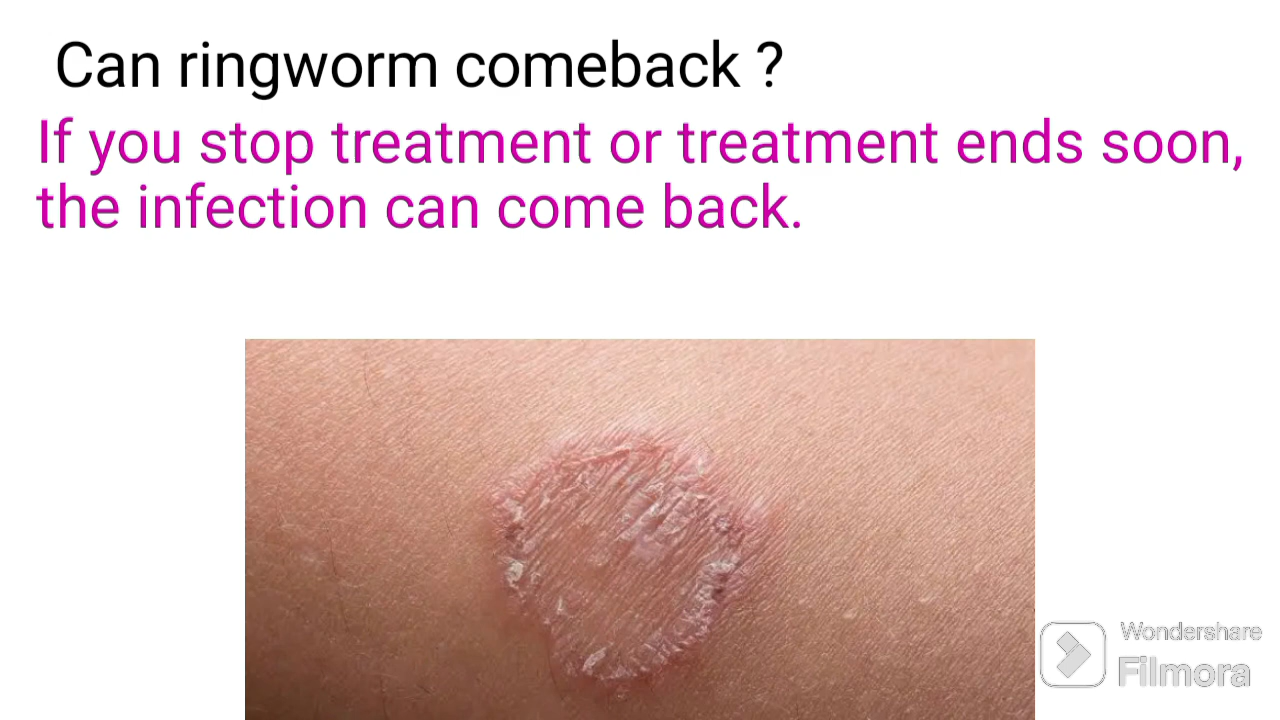 Can ringworm comeback ?
If you stop treatment or treatment ends soon,
the infection can come back.
Wondershare
Filmora